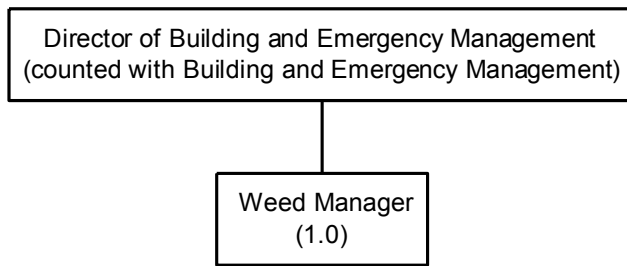 Director of Building and Emergency Management
(counted with Building and Emergency Management)
Weed Manager
(1.0)